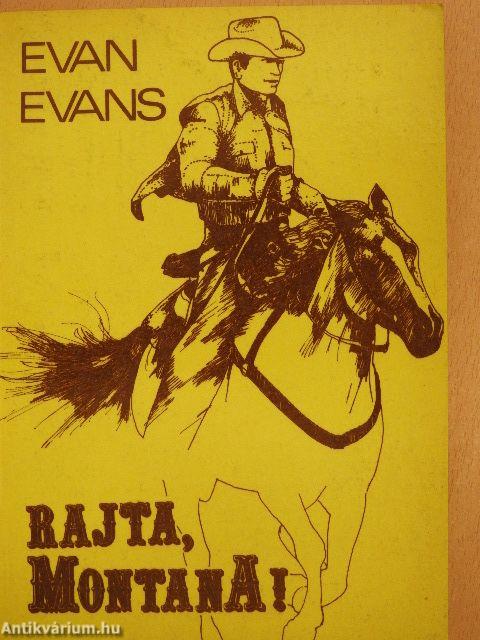 EVAN
EVANS
RAJTA,
MONTANA!
Antikvárium.hu